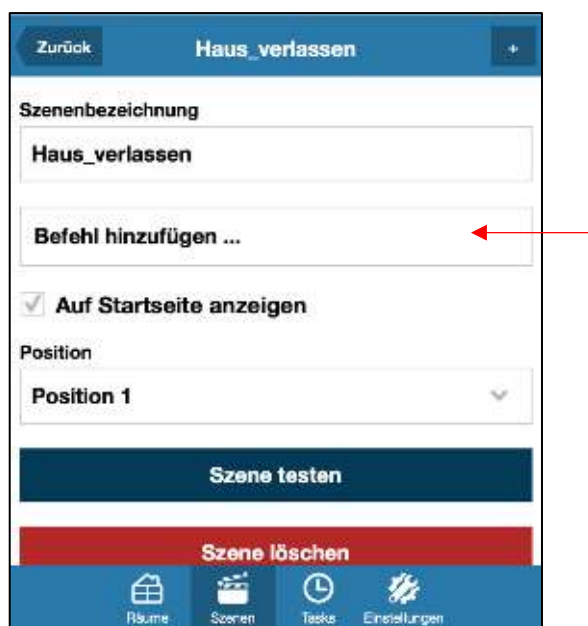 Zurück Haus_verlassen +
Szenenbezeichnung
Haus_verlassen
Befehl hinzufügen ...
Auf Startseite anzeigen
Position
Position 1
Szene testen
Szene löschen
Räume Szenen Tasks Einstellungen